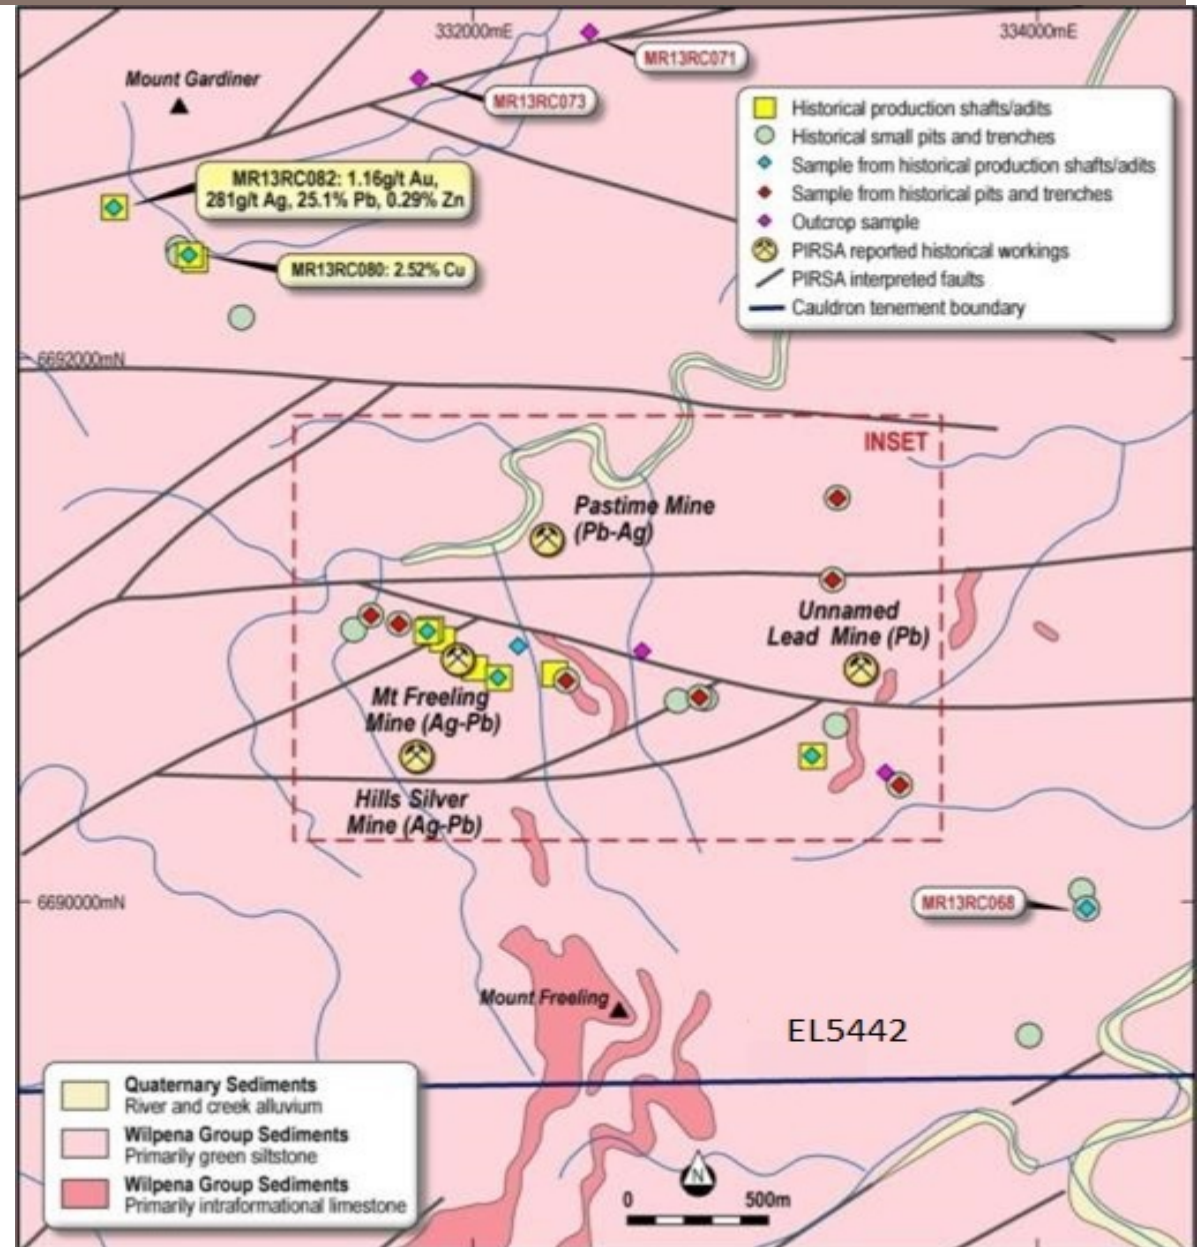 332000mE
334000mE
MR13RC071
Mount Gardiner
MR13RC073
Historical production shafts/adits
Historical small pits and trenches
Sample from historical production shafts/adits
Sample from historical pits and trenches
Outcrop sample
PIRSA reported historical workings
PIRSA interpreted faults
Cauldron tenement boundary
MR13RC082: 1.16g/t Au,
281g/t Ag, 25.1% Pb, 0.29% Zn
MR13RC080: 2.52% Cu
6692000mN
INSET
Pastime Mine
(Pb-Ag)
Unnamed
Lead Mine (Pb)
Mt Freeling
Mine (Ag-Pb)
Hills Silver
Mine (Ag-Pb)
6690000mN
MR13RC068
Mount Freeling
EL5442
Quaternary Sediments
River and creek alluvium
Wilpena Group Sediments
Primarily green siltstone
Wilpena Group Sediments
Primarily intraformational limestone
N
0 500m